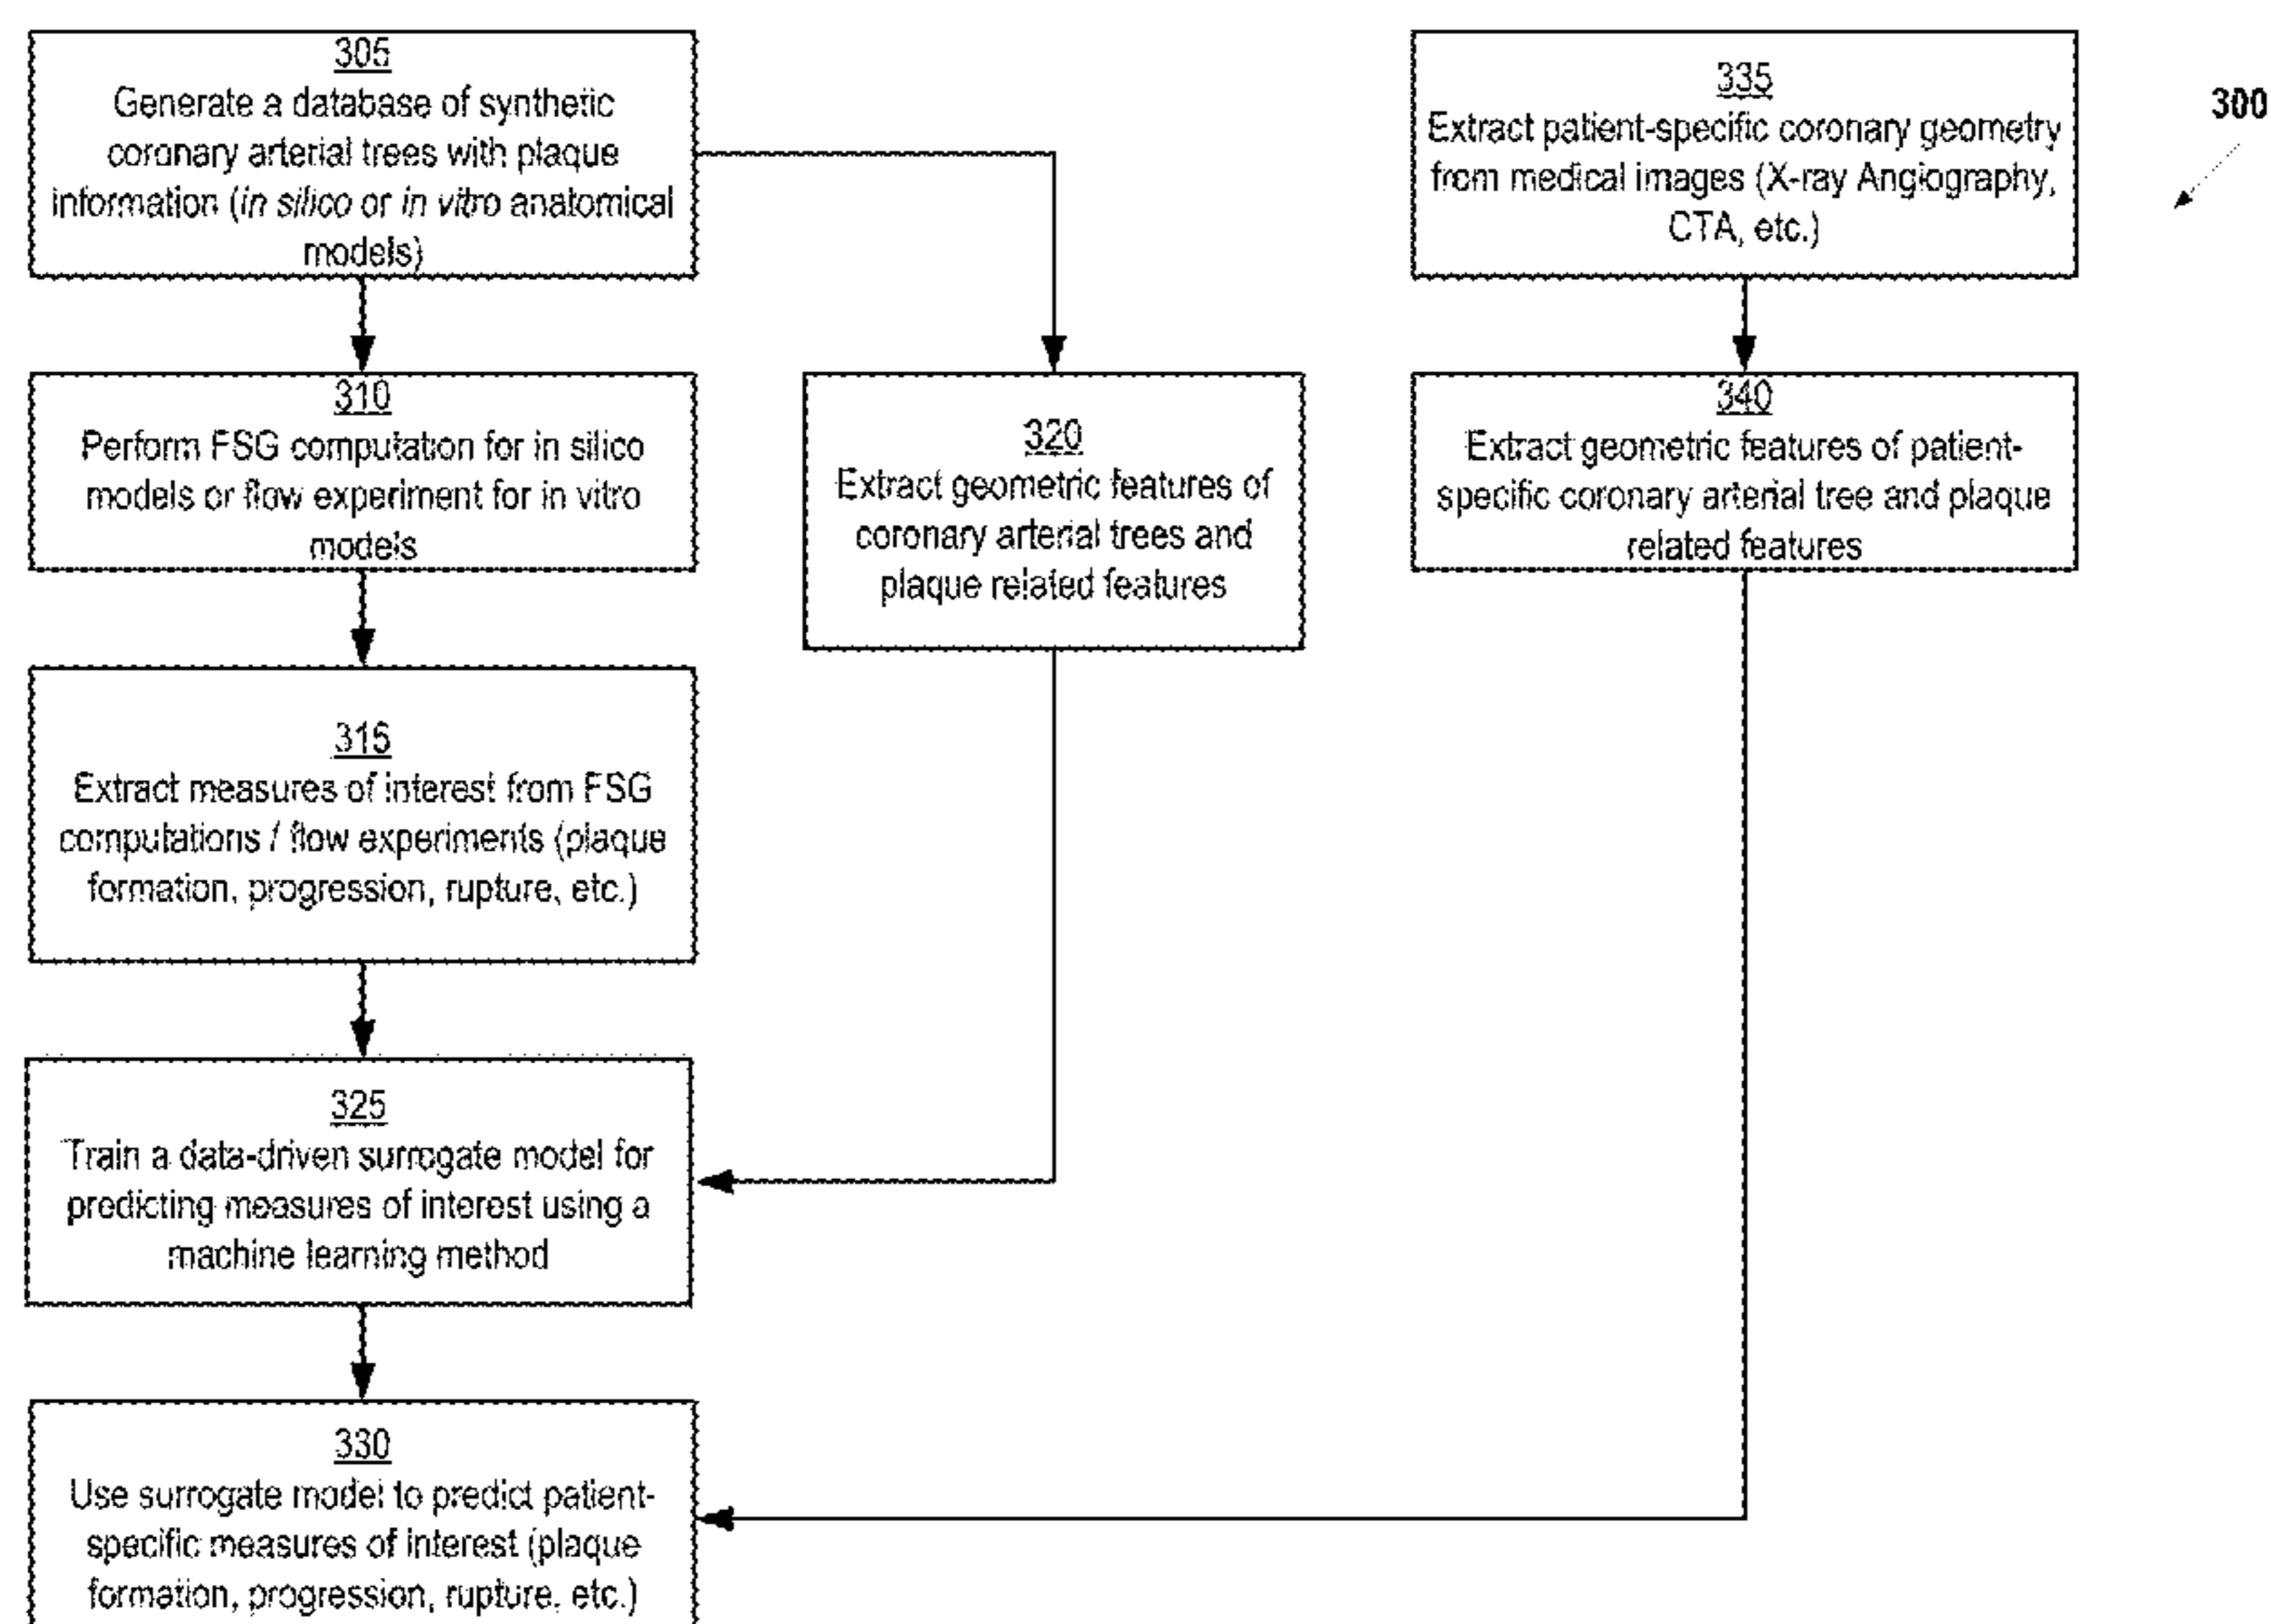 305
Generate a database of synthetic
coronary arterial trees with plaque
information (in silico or in vitro anatomical
models)
310
Perform FSG computation for in silico
models or flow experiment for in vitro
models
315
Extract measures of interest from FSG
computations / flow experiments (plaque
formation, progression, rupture, etc.)
320
Extract geometric features of
coronary arterial trees and
plaque related features
325
Train a data-driven surrogate model for
predicting measures of interest using a
machine learning method
330
Use surrogate model to predict patient-
specific measures of interest (plaque
formation, progression, rupture, etc.)
335
Extract patient-specific coronary geometry
from medical images (X-ray Angiography,
CTA, etc.)
340
Extract geometric features of patient-
specific coronary arterial tree and plaque
related features
300